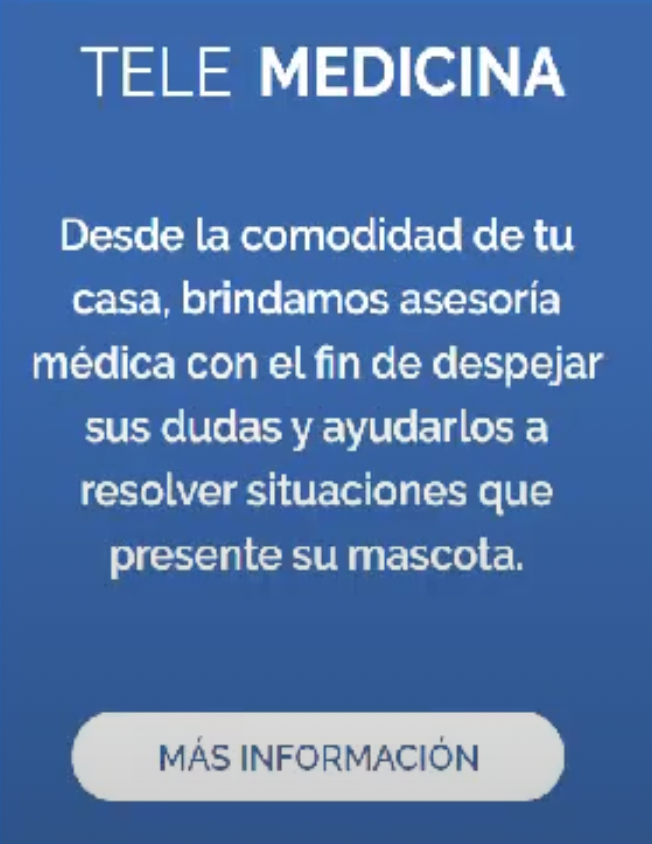 TELE MEDICINA
Desde la comodidad de tu
casa, brindamos asesoría
médica con el fin de despejar
sus dudas y ayudarlos a
resolver situaciones que
presente su mascota.
MÁS INFORMACIÓN